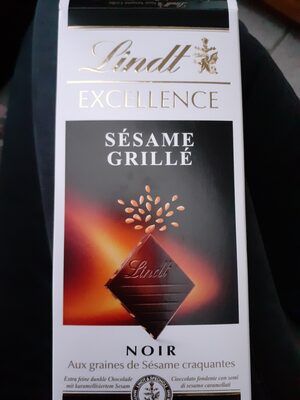 Lindt
EXCELLENCE
SÉSAME
GRILLÉ
Lindt
NOIR
Aux graines de Sésame craquantes
Extra feine dunkle Chocolade
mit karamellisiertem Sesam
Cioccolato fondente con semi
di sesamo caramellati